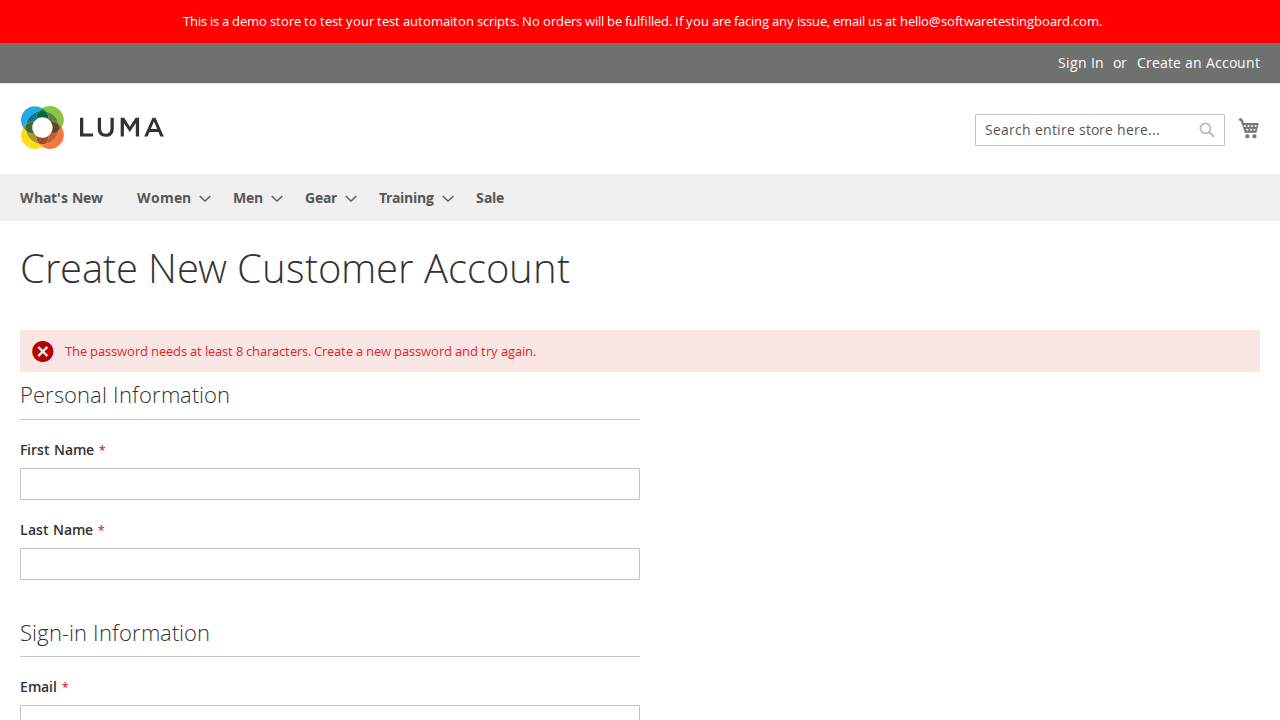 This is a demo store to test your test automaiton scripts. No orders will be fulfilled. If you are facing any issue, email us at hello@softwaretestingboard.com.
Sign In or Create an Account
LUMA
Search entire store here...
What's New Women Men Gear Training Sale
Create New Customer Account
The password needs at least 8 characters. Create a new password and try again.
Personal Information
First Name *
Last Name *
Sign-in Information
Email *